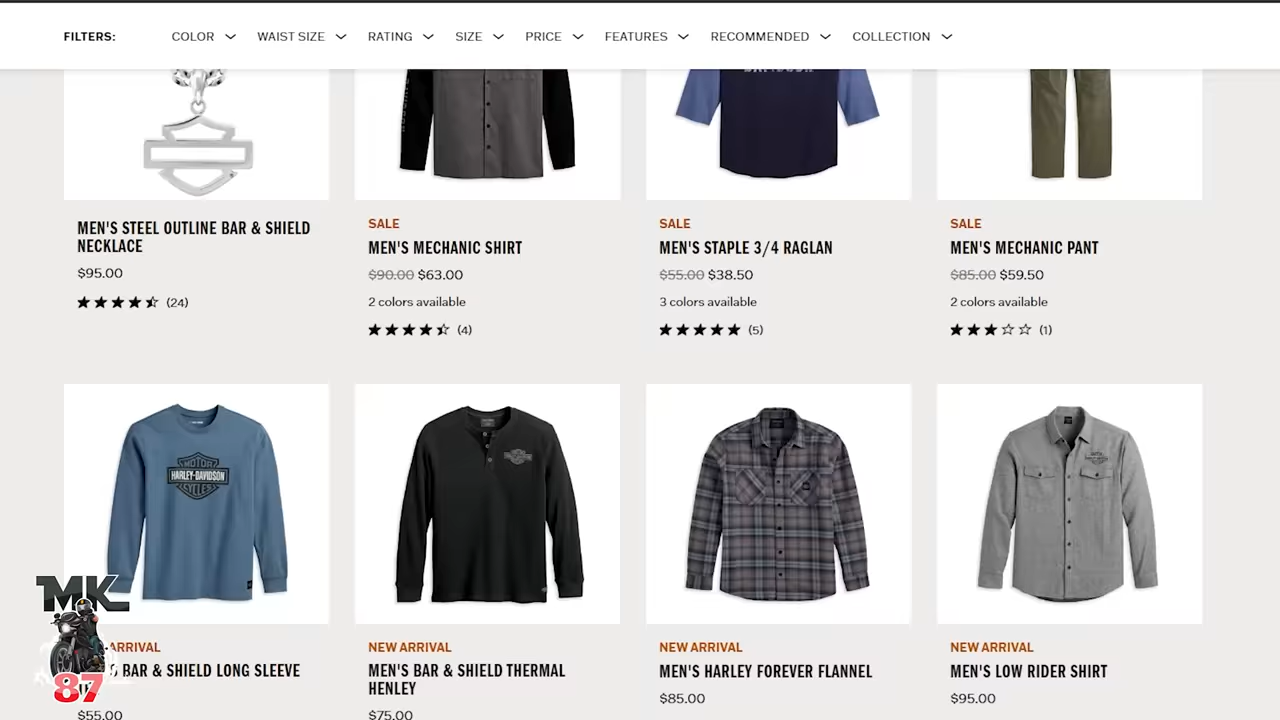 FILTERS: COLOR WAIST SIZE RATING SIZE PRICE FEATURES RECOMMENDED COLLECTION
MEN'S STEEL OUTLINE BAR & SHIELD
NECKLACE
$95.00
(24)
SALE
MEN'S MECHANIC SHIRT
$90.00 $63.00
2 colors available
(4)
SALE
MEN'S STAPLE 3/4 RAGLAN
$55.00 $38.50
3 colors available
(5)
SALE
MEN'S MECHANIC PANT
$85.00 $59.50
2 colors available
(1)
MOTOR
HARLEY-DAVIDSON
CYCLES
ARRIVAL
BAR & SHIELD LONG SLEEVE
$55.00
NEW ARRIVAL
MEN'S BAR & SHIELD THERMAL
HENLEY
$75.00
NEW ARRIVAL
MEN'S HARLEY FOREVER FLANNEL
$85.00
NEW ARRIVAL
MEN'S LOW RIDER SHIRT
$95.00
MK
87